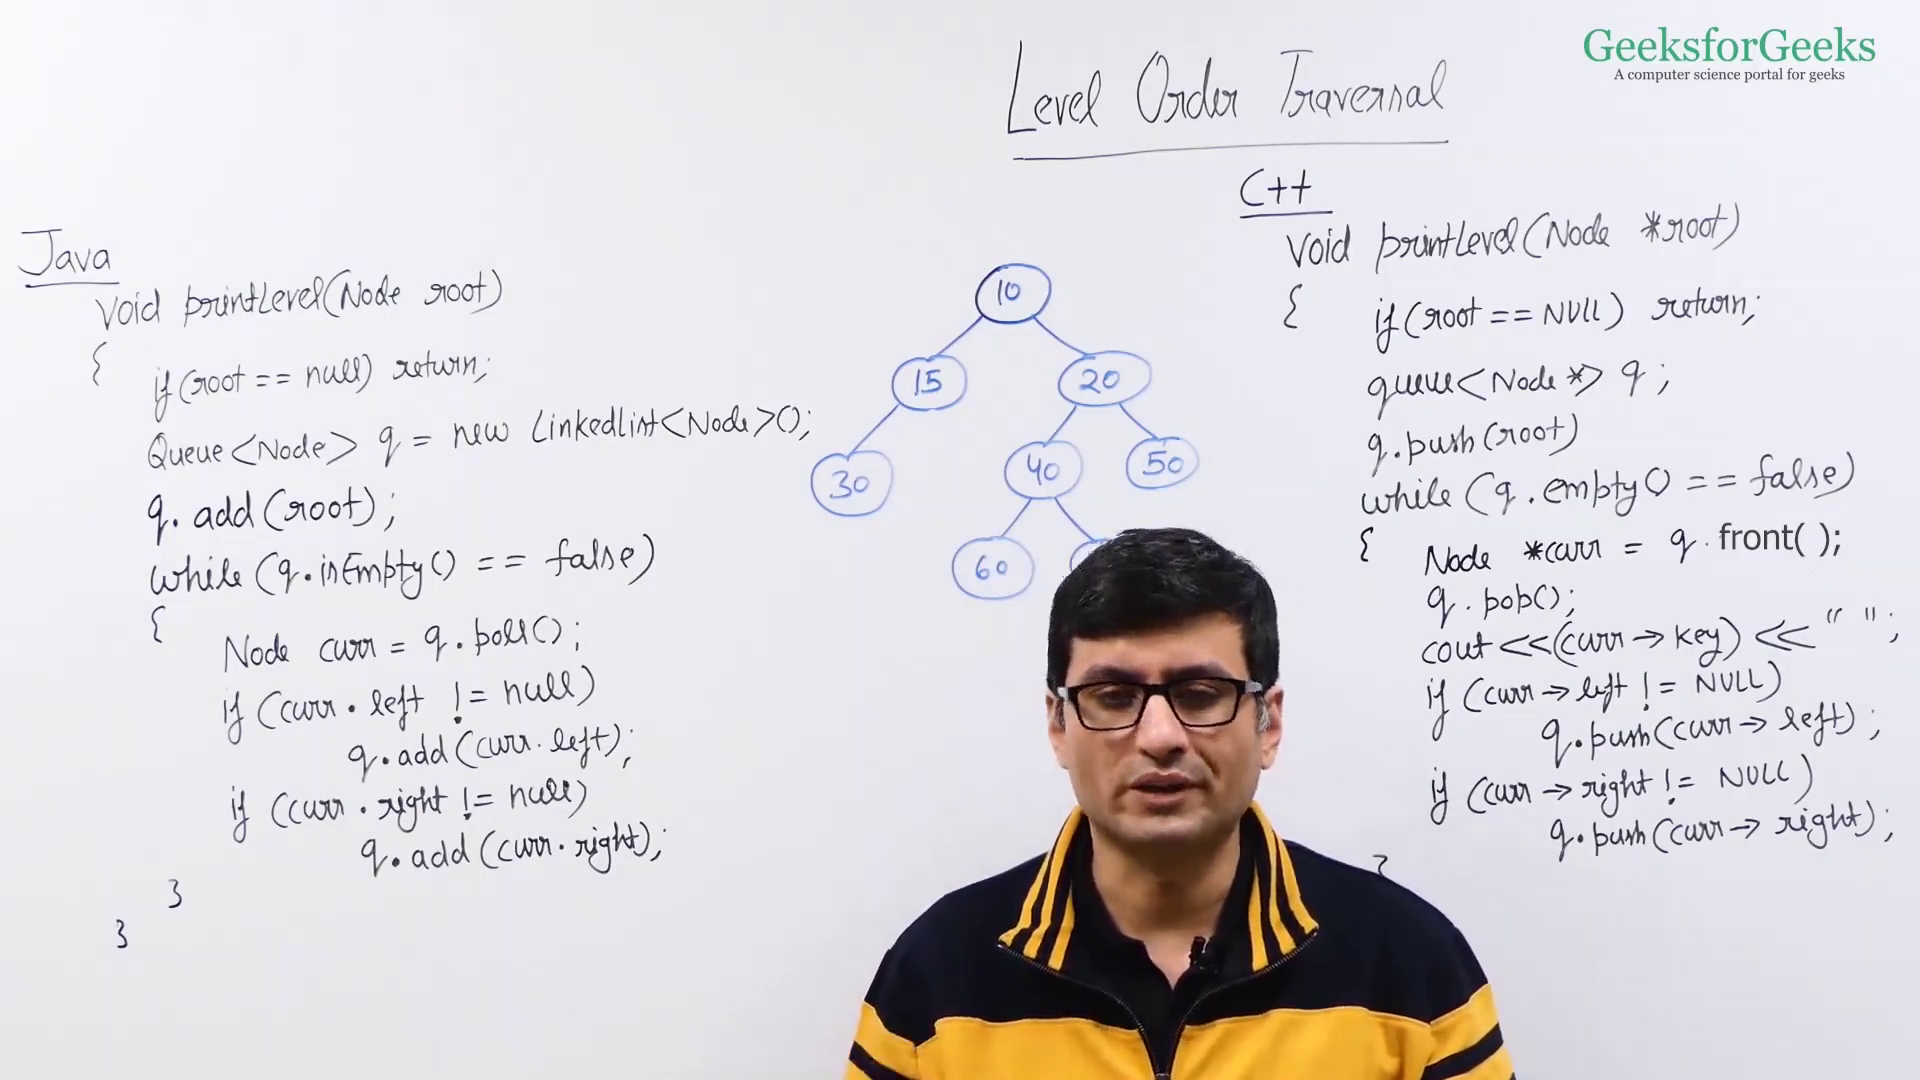 GeeksforGeeks
A computer science portal for geeks
Level Order Traversal
Java
Void printLevel(Node root)
{
if(root == null) return;
Queue<Node> q = new Linkedlist<Node>();
q. add(root);
while (q.isEmpty() == false)
{
Node curr = q.poll();
if (curr. left != null)
q.add(curr.left);
if (curr.right != null)
q.add(curr.right);
}
}
10
15
20
30
40
50
60
C++
Void printLevel(Node *root)
{
if(root == NULL) return;
queue<Node *> q ;
q.push(root)
while (q.empty() == false)
{
Node *curr = q. front( );
q.pop();
cout <<(curr→key) << " ";
if (curr→left != NULL)
q.push(curr→left);
if (curr→right != NULL)
q.push(curr→right);
}